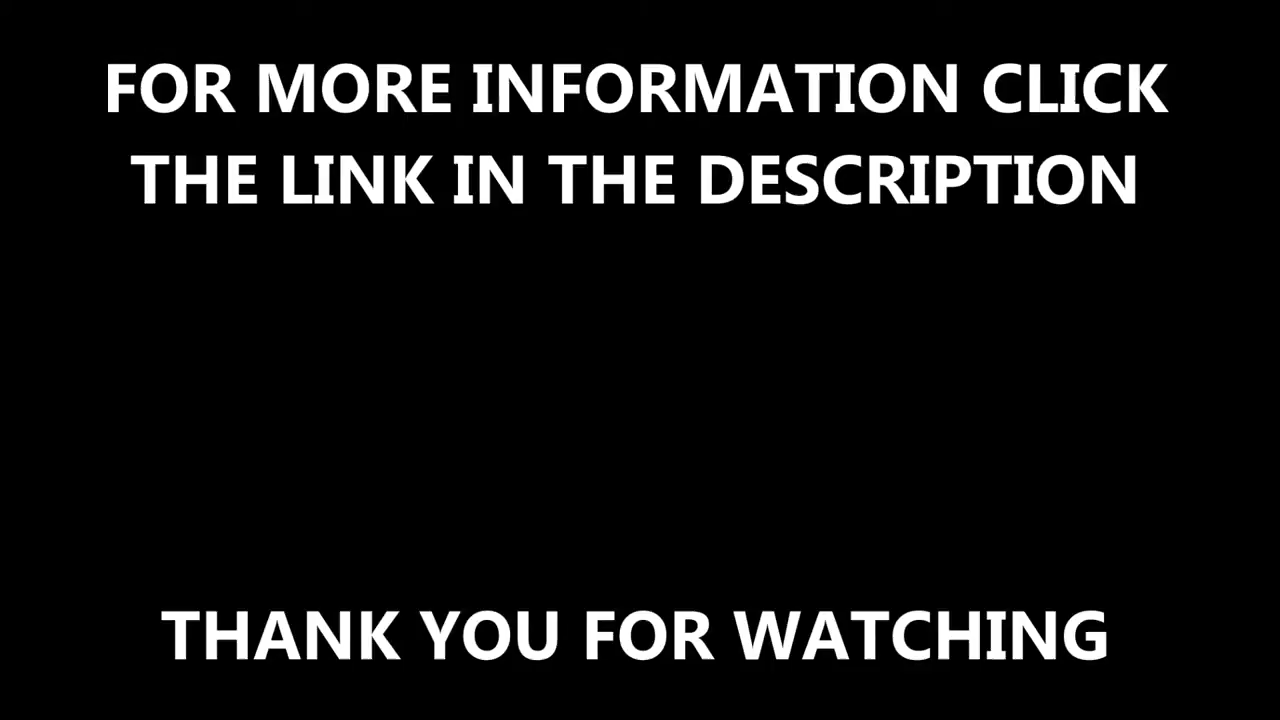 FOR MORE INFORMATION CLICK
THE LINK IN THE DESCRIPTION
THANK YOU FOR WATCHING